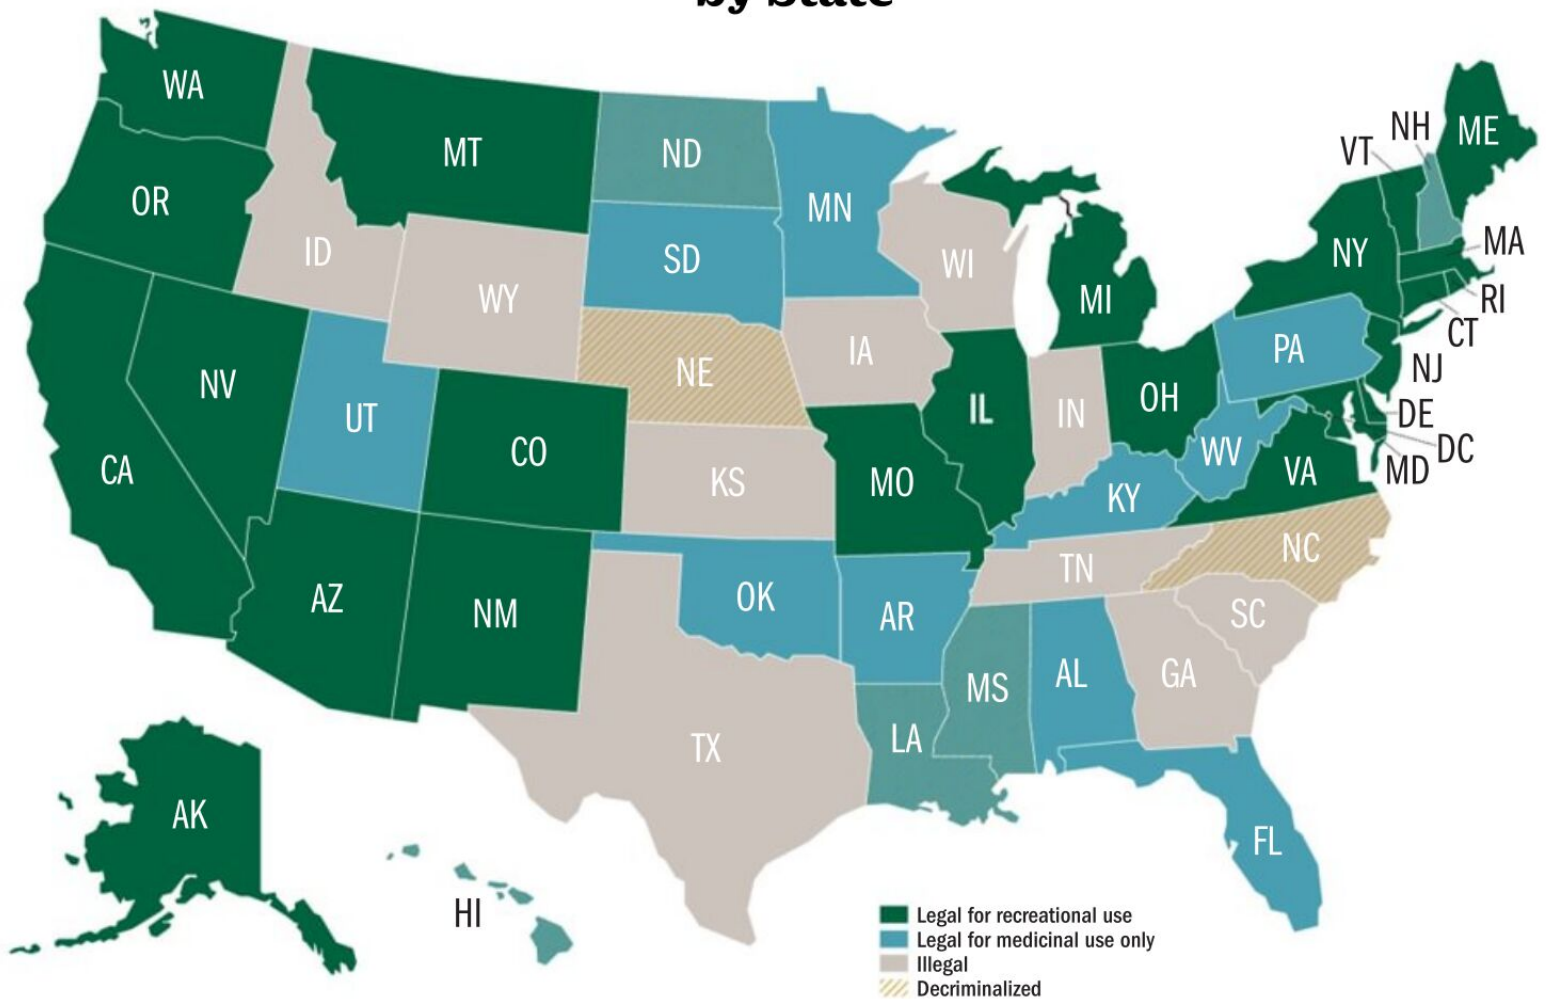 by State
WA
MT
ND
MN
VT
NH
ME
OR
ID
WY
SD
WI
MI
NY
MA
RI
CT
NV
UT
CO
NE
IA
IL
IN
OH
PA
NJ
DE
DC
MD
CA
KS
MO
KY
WV
VA
AZ
NM
OK
AR
TN
NC
SC
TX
LA
MS
AL
GA
FL
AK
HI
Legal for recreational use
Legal for medicinal use only
Illegal
Decriminalized